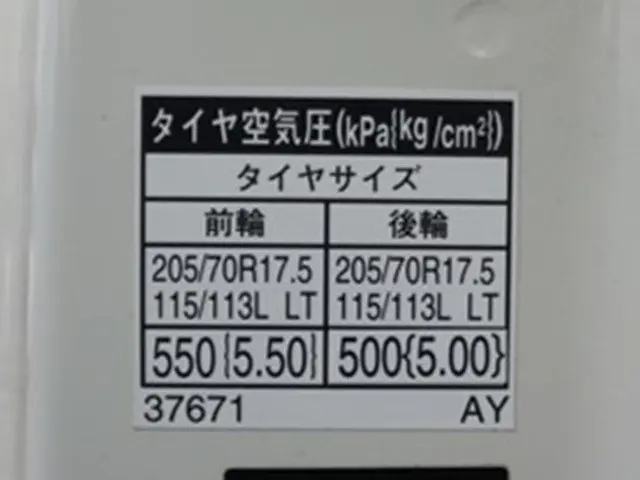 タイヤ空気圧(kPa{kg/cm²})
タイヤサイズ
前輪 後輪
205/70R17.5 205/70R17.5
115/113L LT 115/113L LT
550{5.50} 500{5.00}
37671 AY